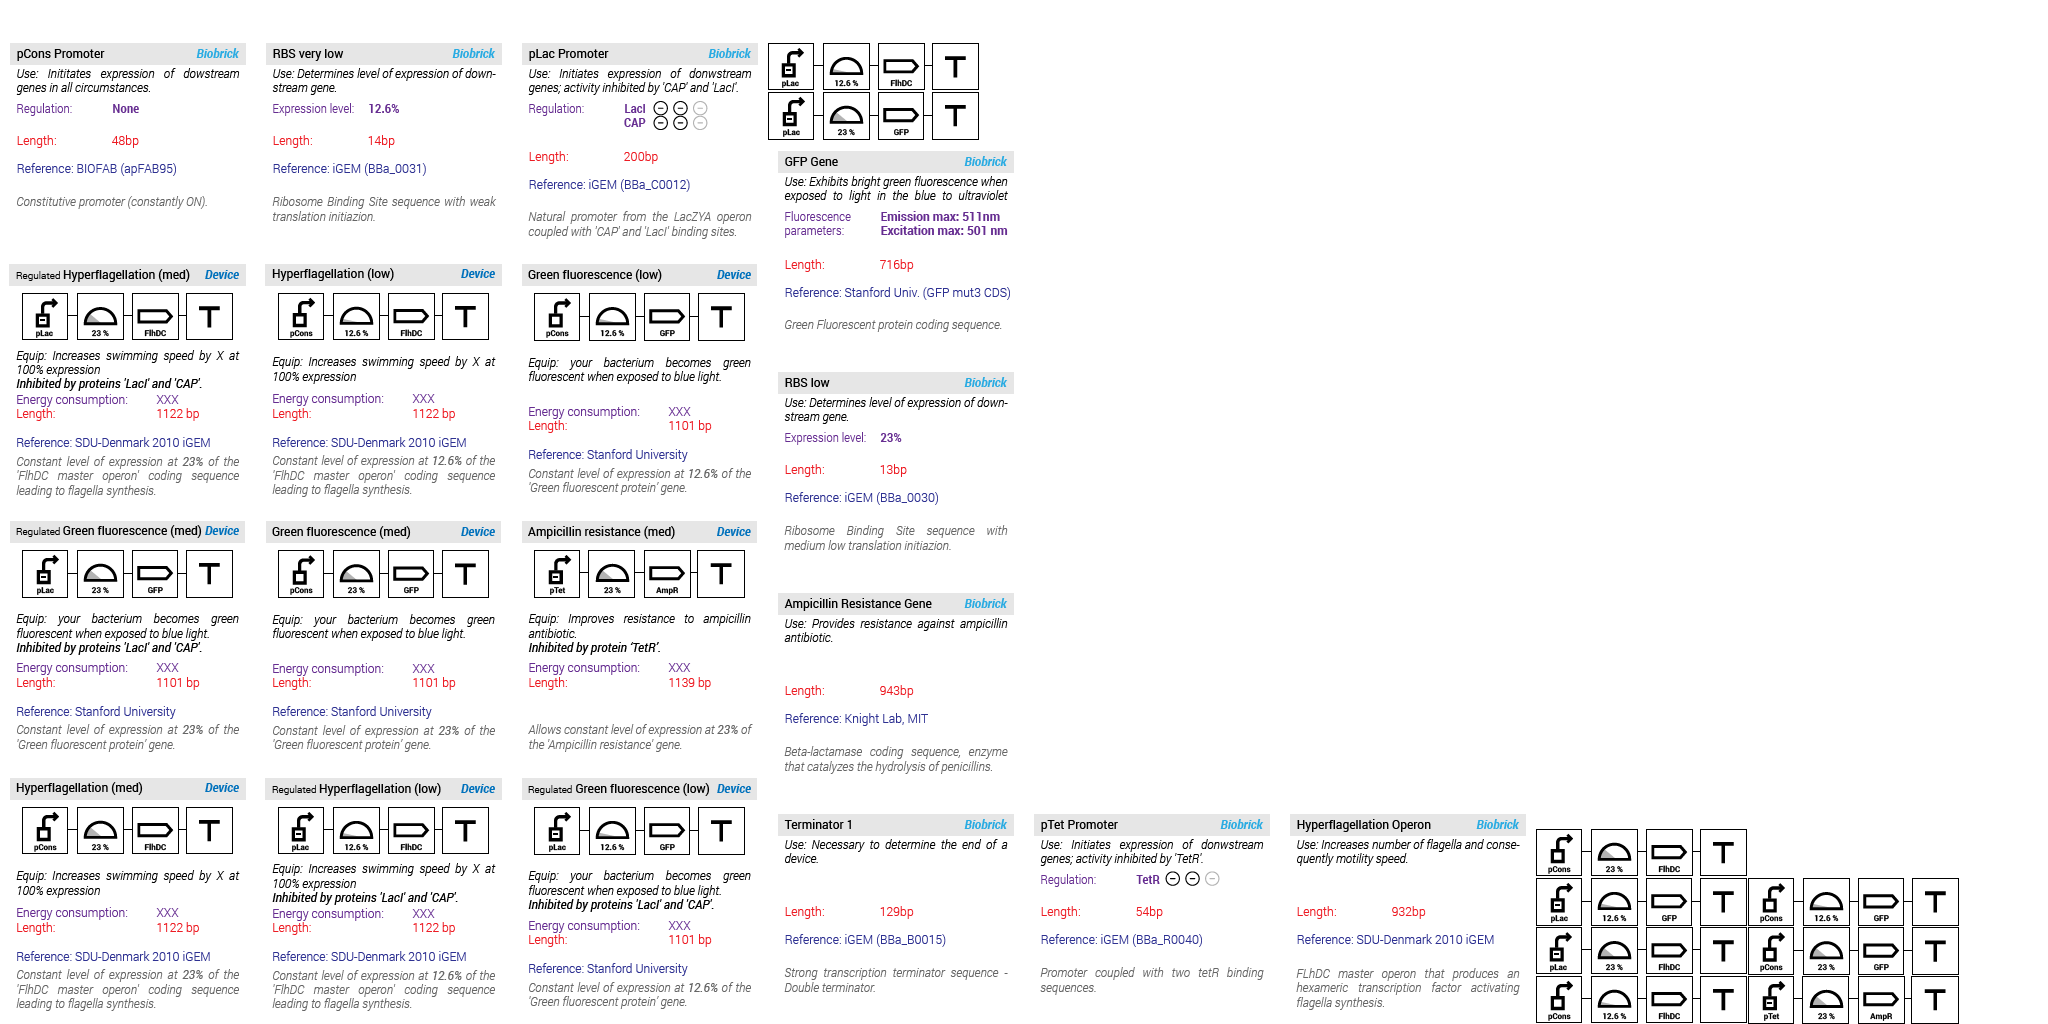 pCons Promoter Biobrick
Use: Inititates expression of dowstream
genes in all circumstances.
Regulation: None
Length: 48bp
Reference: BIOFAB (apFAB95)
Constitutive promoter (constantly ON).
RBS very low Biobrick
Use: Determines level of expression of down-
stream gene.
Expression level: 12.6%
Length: 14bp
Reference: iGEM (BBa_0031)
Ribosome Binding Site sequence with weak
translation initiazion.
pLac Promoter Biobrick
Use: Initiates expression of donwstream
genes; activity inhibited by 'CAP' and 'LacI'.
Regulation: LacI
CAP
Length: 200bp
Reference: iGEM (BBa_C0012)
Natural promoter from the LacZYA operon
coupled with 'CAP' and 'LacI' binding sites.
pLac 12.6 % FlhDC T
pLac 23 % GFP T
GFP Gene Biobrick
Use: Exhibits bright green fluorescence when
exposed to light in the blue to ultraviolet
Fluorescence Emission max: 511nm
parameters: Excitation max: 501 nm
Length: 716bp
Reference: Stanford Univ. (GFP mut3 CDS)
Green Fluorescent protein coding sequence.
Regulated Hyperflagellation (med) Device
pLac 23 % FlhDC T
Equip: Increases swimming speed by X at
100% expression
Inhibited by proteins 'LacI' and 'CAP'.
Energy consumption: XXX
Length: 1122 bp
Reference: SDU-Denmark 2010 iGEM
Constant level of expression at 23% of the
'FlhDC master operon' coding sequence
leading to flagella synthesis.
Hyperflagellation (low) Device
pCons 12.6 % FlhDC T
Equip: Increases swimming speed by X at
100% expression
Energy consumption: XXX
Length: 1122 bp
Reference: SDU-Denmark 2010 iGEM
Constant level of expression at 12.6% of the
'FlhDC master operon' coding sequence
leading to flagella synthesis.
Green fluorescence (low) Device
pCons 12.6 % GFP T
Equip: your bacterium becomes green
fluorescent when exposed to blue light.
Energy consumption: XXX
Length: 1101 bp
Reference: Stanford University
Constant level of expression at 12.6% of the
'Green fluorescent protein' gene.
RBS low Biobrick
Use: Determines level of expression of down-
stream gene.
Expression level: 23%
Length: 13bp
Reference: iGEM (BBa_0030)
Ribosome Binding Site sequence with
medium low translation initiazion.
Regulated Green fluorescence (med) Device
pLac 23 % GFP T
Equip: your bacterium becomes green
fluorescent when exposed to blue light.
Inhibited by proteins 'LacI' and 'CAP'.
Energy consumption: XXX
Length: 1101 bp
Reference: Stanford University
Constant level of expression at 23% of the
'Green fluorescent protein' gene.
Green fluorescence (med) Device
pCons 23 % GFP T
Equip: your bacterium becomes green
fluorescent when exposed to blue light.
Energy consumption: XXX
Length: 1101 bp
Reference: Stanford University
Constant level of expression at 23% of the
'Green fluorescent protein' gene.
Ampicillin resistance (med) Device
pTet 23 % AmpR T
Equip: Improves resistance to ampicillin
antibiotic.
Inhibited by protein 'TetR'.
Energy consumption: XXX
Length: 1139 bp
Allows constant level of expression at 23% of
the 'Ampicillin resistance' gene.
Ampicillin Resistance Gene Biobrick
Use: Provides resistance against ampicillin
antibiotic.
Length: 943bp
Reference: Knight Lab, MIT
Beta-lactamase coding sequence, enzyme
that catalyzes the hydrolysis of penicillins.
Hyperflagellation (med) Device
pCons 23 % FlhDC T
Equip: Increases swimming speed by X at
100% expression
Energy consumption: XXX
Length: 1122 bp
Reference: SDU-Denmark 2010 iGEM
Constant level of expression at 23% of the
'FlhDC master operon' coding sequence
leading to flagella synthesis.
Regulated Hyperflagellation (low) Device
pLac 12.6 % FlhDC T
Equip: Increases swimming speed by X at
100% expression
Inhibited by proteins 'LacI' and 'CAP'.
Energy consumption: XXX
Length: 1122 bp
Reference: SDU-Denmark 2010 iGEM
Constant level of expression at 12.6% of the
'FlhDC master operon' coding sequence
leading to flagella synthesis.
Regulated Green fluorescence (low) Device
pLac 12.6 % GFP T
Equip: your bacterium becomes green
fluorescent when exposed to blue light.
Inhibited by proteins 'LacI' and 'CAP'.
Energy consumption: XXX
Length: 1101 bp
Reference: Stanford University
Constant level of expression at 12.6% of the
'Green fluorescent protein' gene.
Terminator 1 Biobrick
Use: Necessary to determine the end of a
device.
Length: 129bp
Reference: iGEM (BBa_B0015)
Strong transcription terminator sequence -
Double terminator.
pTet Promoter Biobrick
Use: Initiates expression of donwstream
genes; activity inhibited by 'TetR'.
Regulation: TetR
Length: 54bp
Reference: iGEM (BBa_R0040)
Promoter coupled with two tetR binding
sequences.
Hyperflagellation Operon Biobrick
Use: Increases number of flagella and conse-
quently motility speed.
Length: 932bp
Reference: SDU-Denmark 2010 iGEM
FLhDC master operon that produces an
hexameric transcription factor activating
flagella synthesis.
pCons 23 % FlhDC T
pLac 12.6 % GFP T pCons 12.6 % GFP T
pLac 23 % FlhDC T pCons 23 % GFP T
pCons 12.6 % FlhDC T pTet 23 % AmpR T